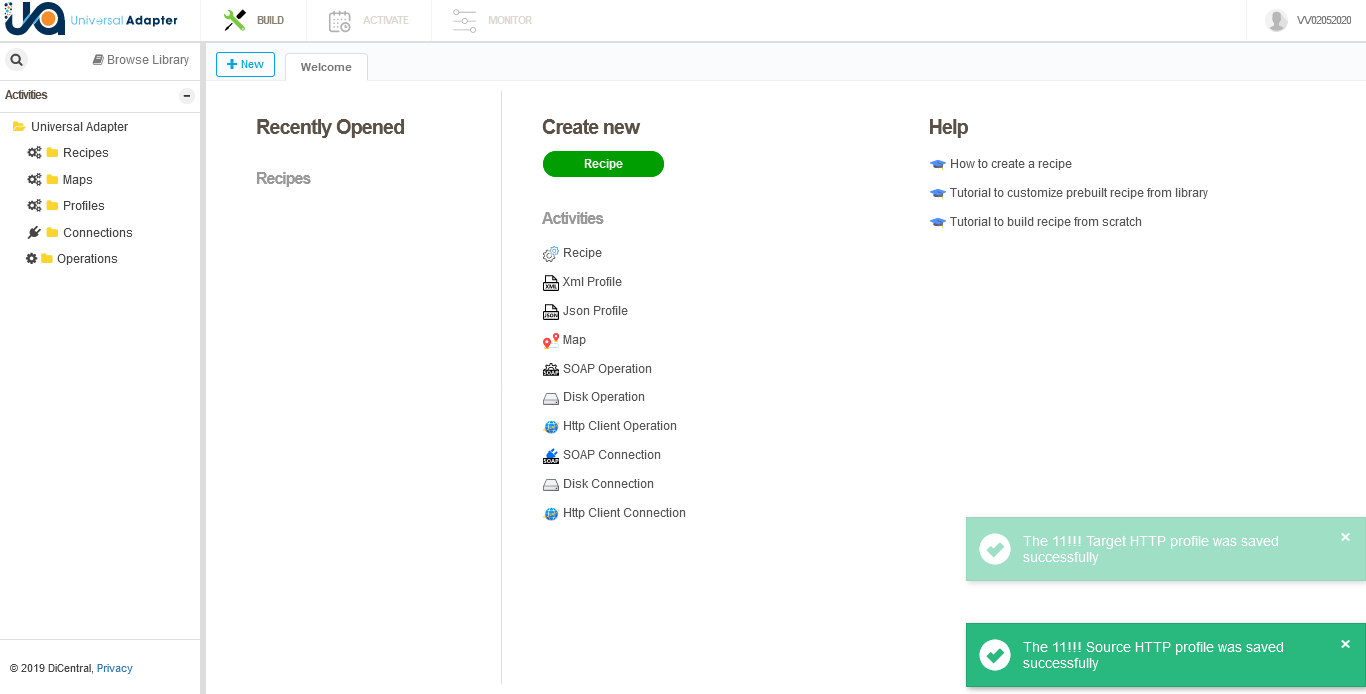 Universal Adapter
BUILD
ACTIVATE
MONITOR
VV02052020
Browse Library
New
Welcome
Activities
Universal Adapter
Recipes
Maps
Profiles
Connections
Operations
Recently Opened
Recipes
Create new
Recipe
Activities
Recipe
XML
Xml Profile
JSON
Json Profile
Map
SOAP
SOAP Operation
Disk Operation
Http Client Operation
SOAP
SOAP Connection
Disk Connection
Http Client Connection
Help
How to create a recipe
Tutorial to customize prebuilt recipe from library
Tutorial to build recipe from scratch
The 11!!! Target HTTP profile was saved
successfully
The 11!!! Source HTTP profile was saved
successfully
© 2019 DiCentral, Privacy